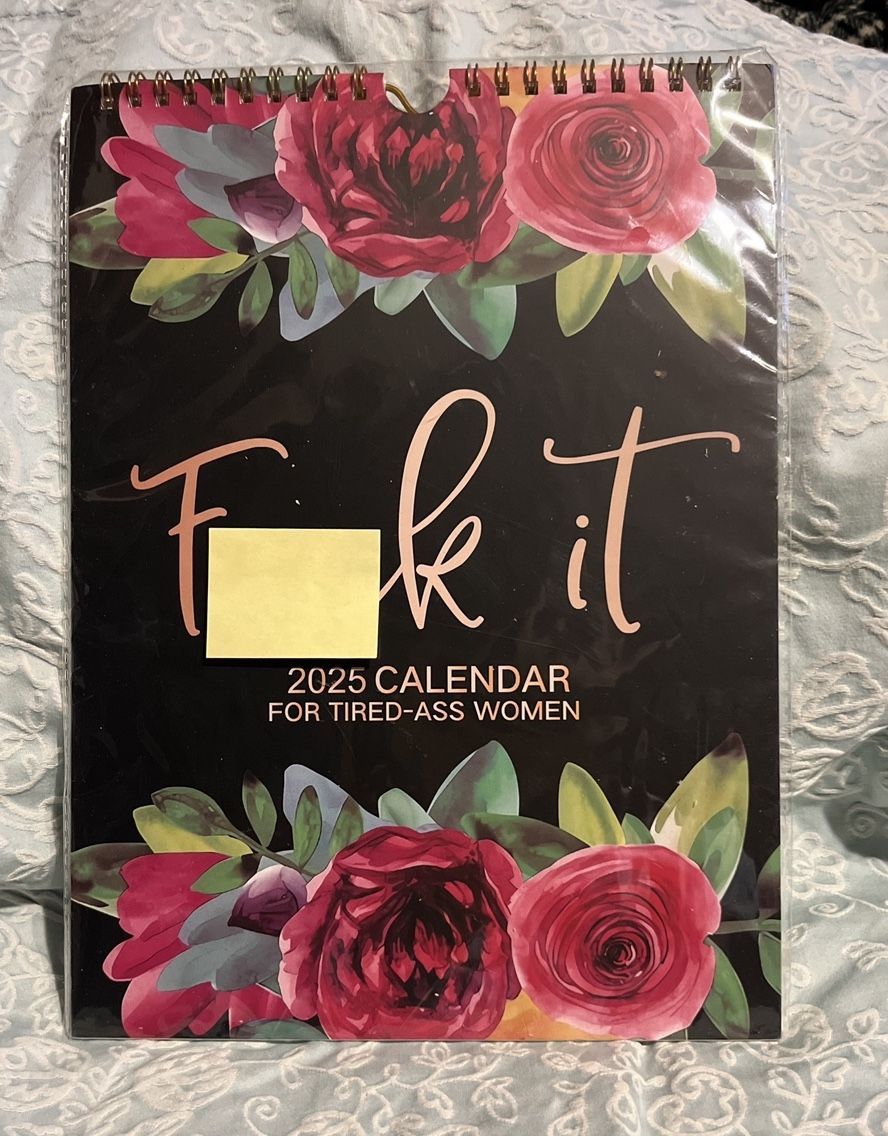 F k it
2025 CALENDAR
FOR TIRED-ASS WOMEN